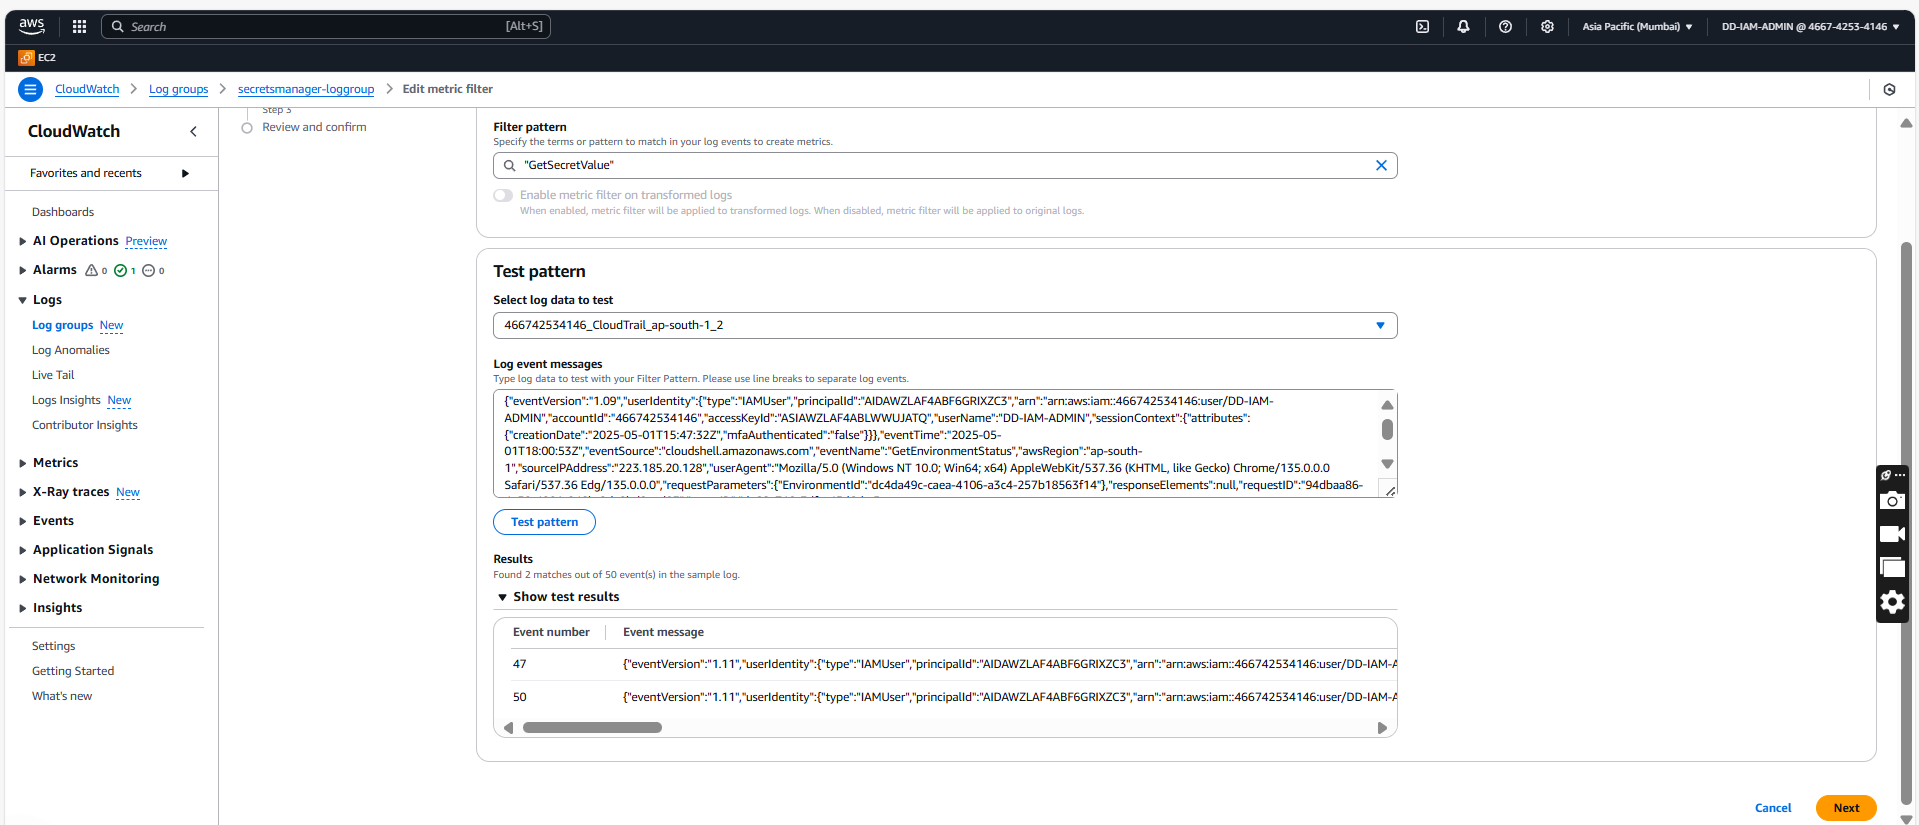 aws
Search
[Alt+S]
Asia Pacific (Mumbai)
DD-IAM-ADMIN @ 4667-4253-4146
EC2
CloudWatch
Log groups
secretsmanager-loggroup
Edit metric filter
CloudWatch
Favorites and recents
Dashboards
AI Operations Preview
Alarms 0 1 0
Logs
Log groups New
Log Anomalies
Live Tail
Logs Insights New
Contributor Insights
Metrics
X-Ray traces New
Events
Application Signals
Network Monitoring
Insights
Settings
Getting Started
What's new
Step 3
Review and confirm
Filter pattern
Specify the terms or pattern to match in your log events to create metrics.
"GetSecretValue"
Enable metric filter on transformed logs
When enabled, metric filter will be applied to transformed logs. When disabled, metric filter will be applied to original logs.
Test pattern
Select log data to test
466742534146_CloudTrail_ap-south-1_2
Log event messages
Type log data to test with your Filter Pattern. Please use line breaks to separate log events.
{"eventVersion":"1.09","userIdentity":{"type":"IAMUser","principalId":"AIDAWZLAF4ABF6GRIXZC3","arn":"arn:aws:iam::466742534146:user/DD-IAM-
ADMIN","accountId":"466742534146","accessKeyId":"ASIAWZLAF4ABLWWUJATQ","userName":"DD-IAM-ADMIN","sessionContext":{"attributes":
{"creationDate":"2025-05-01T15:47:32Z","mfaAuthenticated":"false"}}},"eventTime":"2025-05-
01T18:00:53Z","eventSource":"cloudshell.amazonaws.com","eventName":"GetEnvironmentStatus","awsRegion":"ap-south-
1","sourceIPAddress":"223.185.20.128","userAgent":"Mozilla/5.0 (Windows NT 10.0; Win64; x64) AppleWebKit/537.36 (KHTML, like Gecko) Chrome/135.0.0.0
Safari/537.36 Edg/135.0.0.0","requestParameters":{"EnvironmentId":"dc4da49c-caea-4106-a3c4-257b18563f14"},"responseElements":null,"requestID":"94dbaa86-
Test pattern
Results
Found 2 matches out of 50 event(s) in the sample log.
Show test results
Event number
Event message
47
{"eventVersion":"1.11","userIdentity":{"type":"IAMUser","principalId":"AIDAWZLAF4ABF6GRIXZC3","arn":"arn:aws:iam::466742534146:user/DD-IAM-A
50
{"eventVersion":"1.11","userIdentity":{"type":"IAMUser","principalId":"AIDAWZLAF4ABF6GRIXZC3","arn":"arn:aws:iam::466742534146:user/DD-IAM-A
Cancel
Next